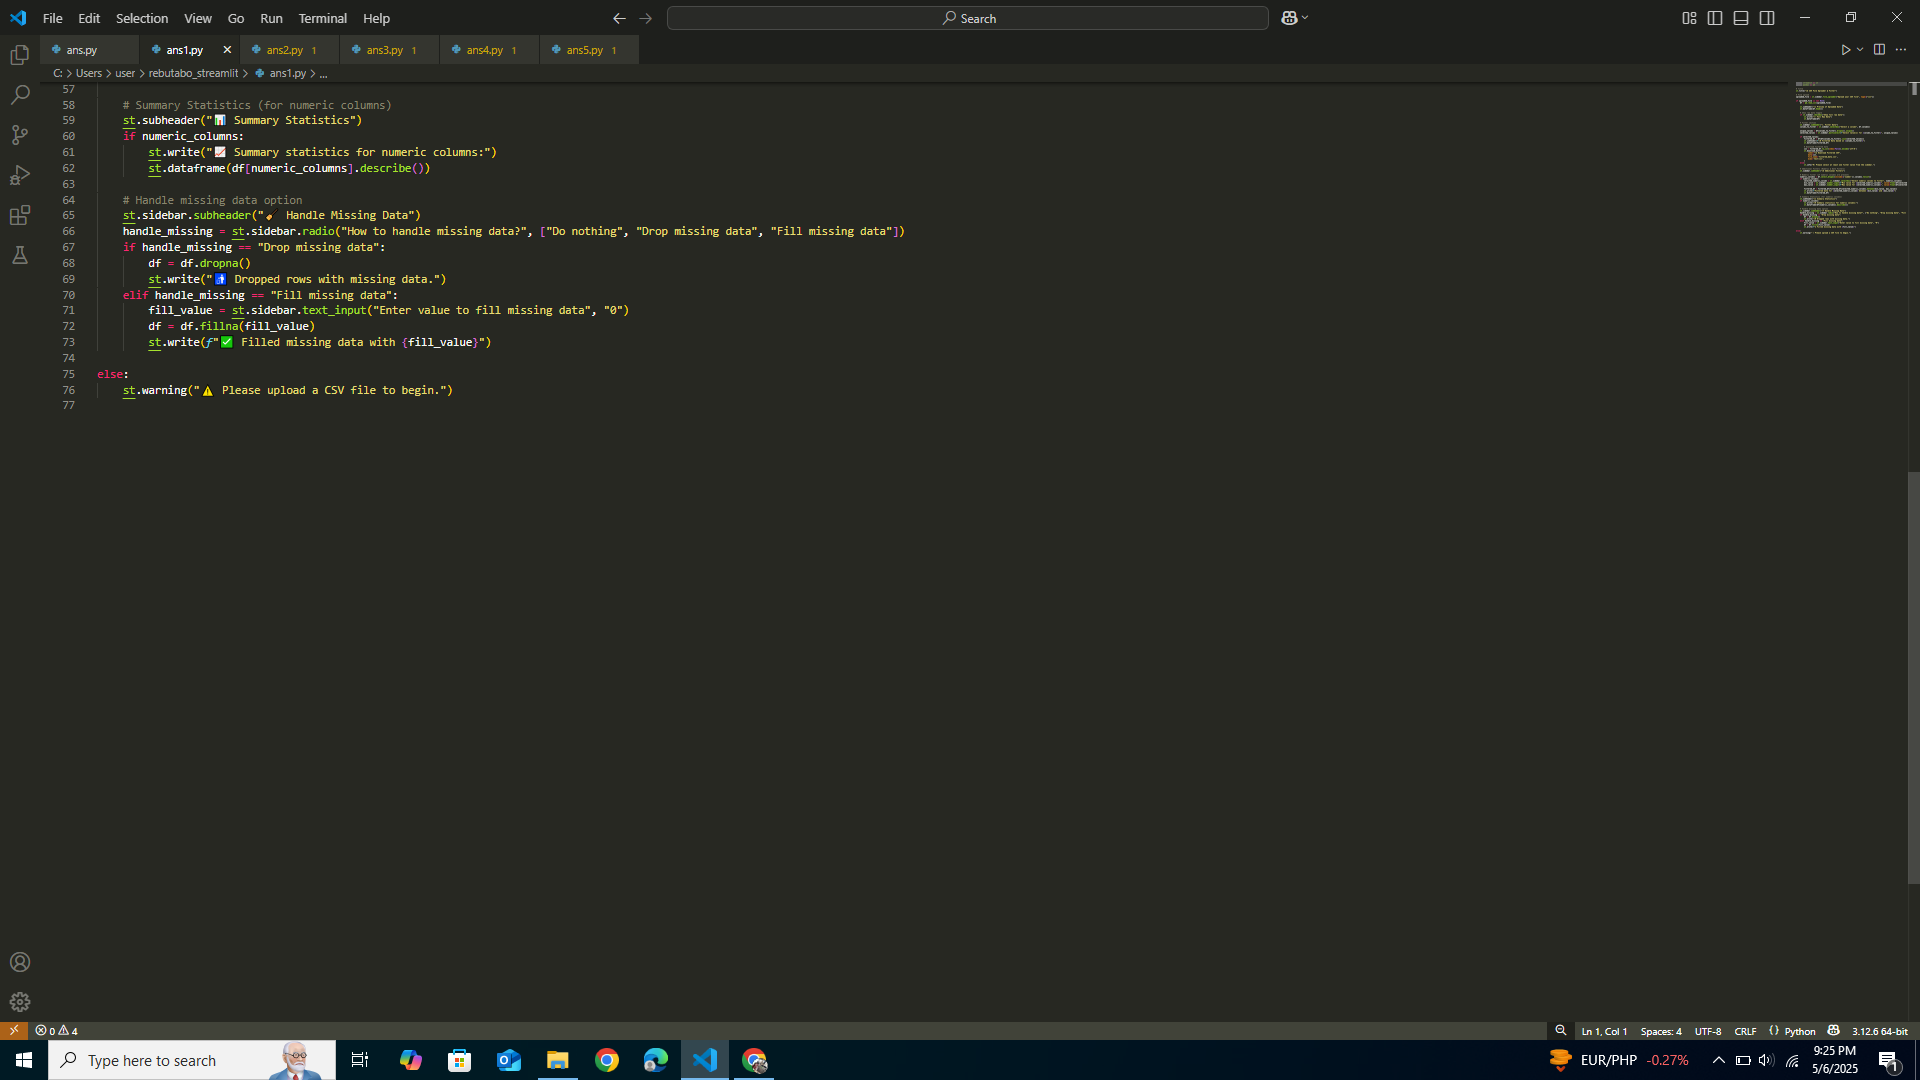 File Edit Selection View Go Run Terminal Help
Search
ans.py
ans1.py
ans2.py 1
ans3.py 1
ans4.py 1
ans5.py 1
C: > Users > user > rebutabo_streamlit > ans1.py > ...
57
58 # Summary Statistics (for numeric columns)
59 st.subheader("📊 Summary Statistics")
60 if numeric_columns:
61 st.write("📈 Summary statistics for numeric columns:")
62 st.dataframe(df[numeric_columns].describe())
63
64 # Handle missing data option
65 st.sidebar.subheader("🧹 Handle Missing Data")
66 handle_missing = st.sidebar.radio("How to handle missing data?", ["Do nothing", "Drop missing data", "Fill missing data"])
67 if handle_missing == "Drop missing data":
68 df = df.dropna()
69 st.write("🚮 Dropped rows with missing data.")
70 elif handle_missing == "Fill missing data":
71 fill_value = st.sidebar.text_input("Enter value to fill missing data", "0")
72 df = df.fillna(fill_value)
73 st.write(f"✅ Filled missing data with {fill_value}")
74
75 else:
76 st.warning("⚠️ Please upload a CSV file to begin.")
77
0 4
Ln 1, Col 1 Spaces: 4 UTF-8 CRLF {} Python 3.12.6 64-bit
Type here to search
EUR/PHP -0.27%
9:25 PM
5/6/2025
1